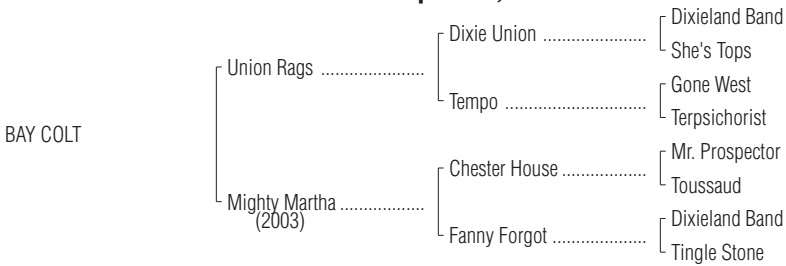 Dixieland Band
Dixie Union ......................
She's Tops
Union Rags ......................
Gone West
Tempo ..............................
Terpsichorist
BAY COLT
Mr. Prospector
Chester House ..................
Toussaud
Mighty Martha ..................
(2003)
Dixieland Band
Fanny Forgot ....................
Tingle Stone